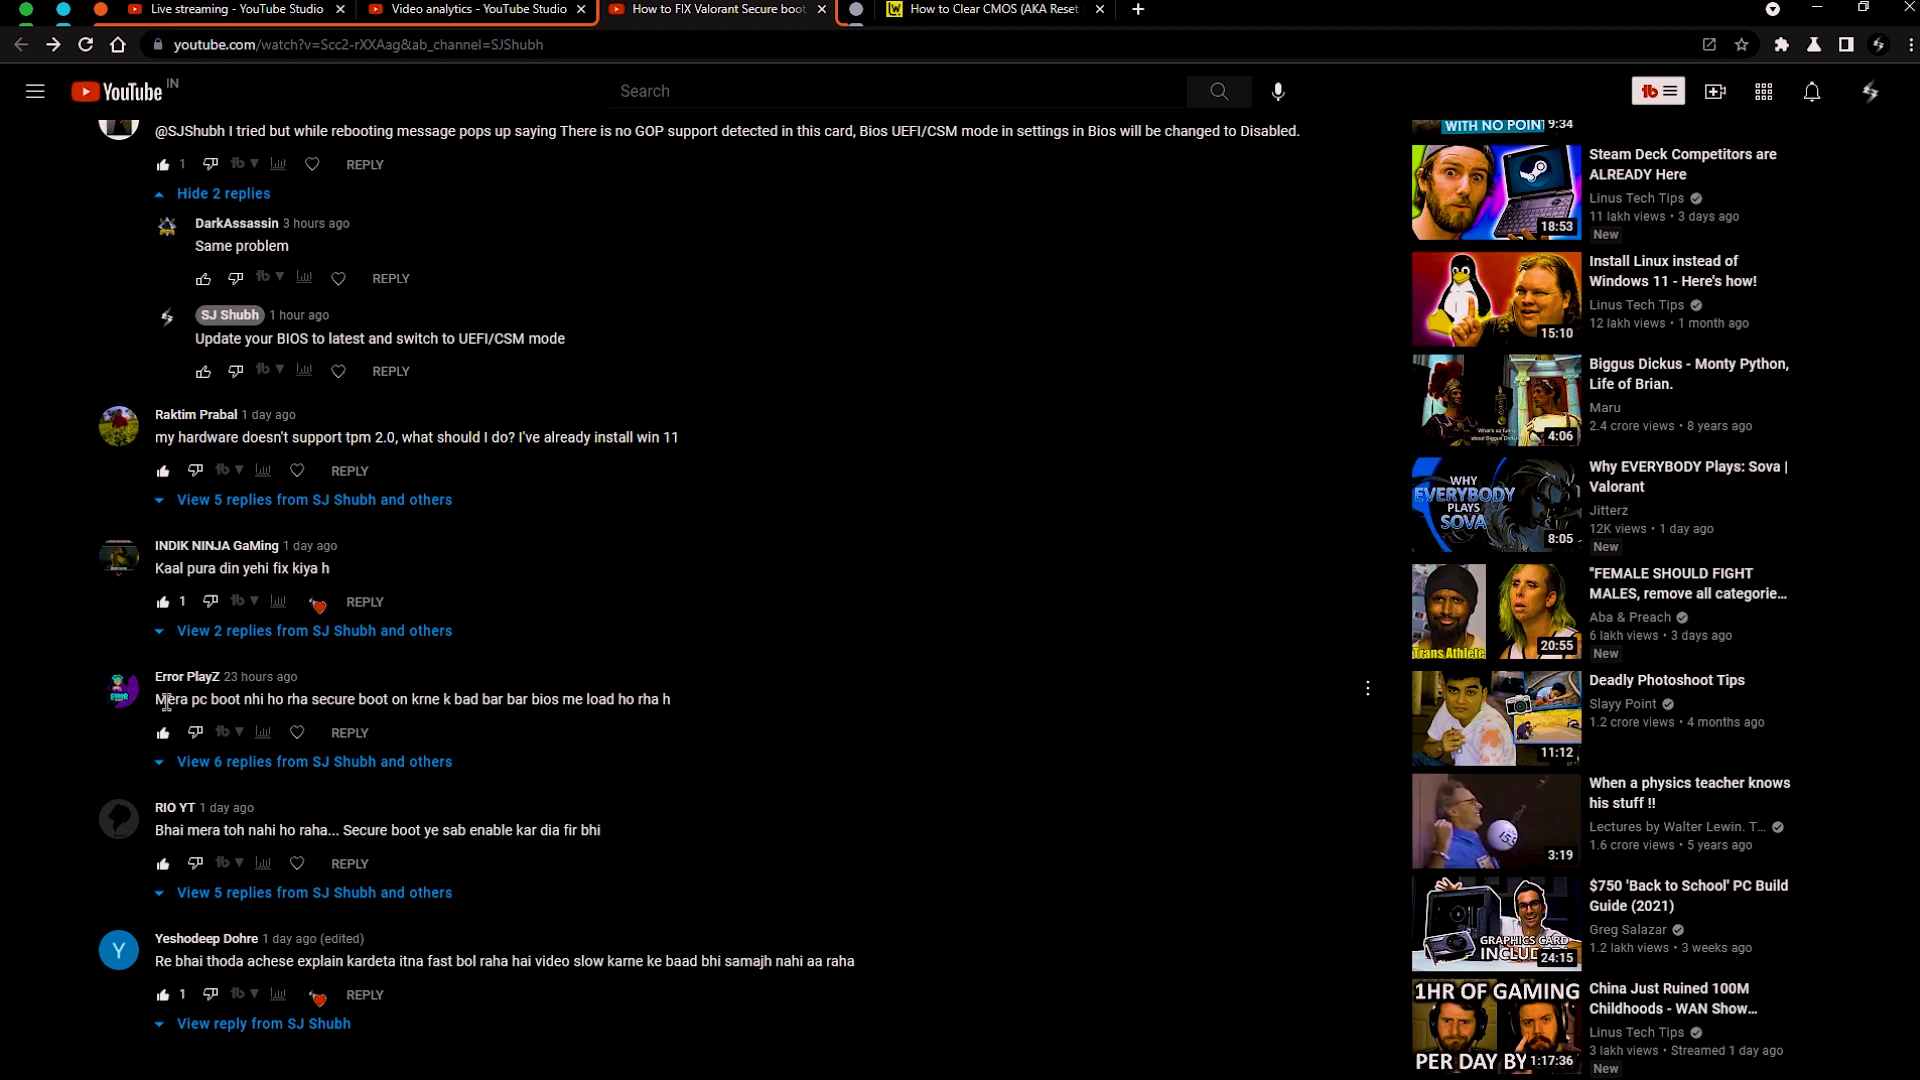 Live streaming - YouTube Studio
Video analytics - YouTube Studio
How to FIX Valorant Secure boot
How to Clear CMOS (AKA Reset
youtube.com/watch?v=Scc2-rXXAag&ab_channel=SJShubh
YouTube IN
Search
@SJShubh I tried but while rebooting message pops up saying There is no GOP support detected in this card, Bios UEFI/CSM mode in settings in Bios will be changed to Disabled.
1 REPLY
Hide 2 replies
DarkAssassin 3 hours ago
Same problem
REPLY
SJ Shubh 1 hour ago
Update your BIOS to latest and switch to UEFI/CSM mode
REPLY
Raktim Prabal 1 day ago
my hardware doesn't support tpm 2.0, what should I do? I've already install win 11
REPLY
View 5 replies from SJ Shubh and others
INDIK NINJA GaMing 1 day ago
Kaal pura din yehi fix kiya h
1 REPLY
View 2 replies from SJ Shubh and others
Error PlayZ 23 hours ago
Mera pc boot nhi ho rha secure boot on krne k bad bar bar bios me load ho rha h
REPLY
View 6 replies from SJ Shubh and others
RIO YT 1 day ago
Bhai mera toh nahi ho raha... Secure boot ye sab enable kar dia fir bhi
REPLY
View 5 replies from SJ Shubh and others
Y
Yeshodeep Dohre 1 day ago (edited)
Re bhai thoda achese explain kardeta itna fast bol raha hai video slow karne ke baad bhi samajh nahi aa raha
1 REPLY
View reply from SJ Shubh
WITH NO POIN 9:34
18:53
Steam Deck Competitors are
ALREADY Here
Linus Tech Tips
11 lakh views • 3 days ago
New
15:10
Install Linux instead of
Windows 11 - Here's how!
Linus Tech Tips
12 lakh views • 1 month ago
4:06
Biggus Dickus - Monty Python,
Life of Brian.
Maru
2.4 crore views • 8 years ago
WHY
EVERYBODY
PLAYS
SOVA
8:05
Why EVERYBODY Plays: Sova |
Valorant
Jitterz
12K views • 1 day ago
New
Trans Athlete
20:55
"FEMALE SHOULD FIGHT
MALES, remove all categorie...
Aba & Preach
6 lakh views • 3 days ago
New
11:12
Deadly Photoshoot Tips
Slayy Point
1.2 crore views • 4 months ago
3:19
When a physics teacher knows
his stuff !!
Lectures by Walter Lewin. T...
1.6 crore views • 5 years ago
GRAPHICS CARD
INCLU
24:15
$750 'Back to School' PC Build
Guide (2021)
Greg Salazar
1.2 lakh views • 3 weeks ago
1HR OF GAMING
PER DAY BY
1:17:36
China Just Ruined 100M
Childhoods - WAN Show...
Linus Tech Tips
3 lakh views • Streamed 1 day ago
New